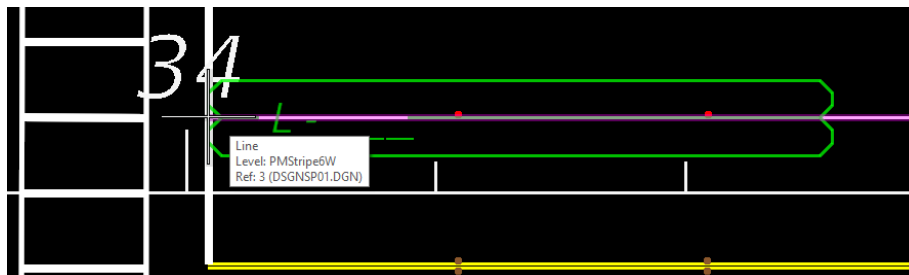 34
L -
Line
Level: PMStripe6W
Ref: 3 (DSGNSP01.DGN)